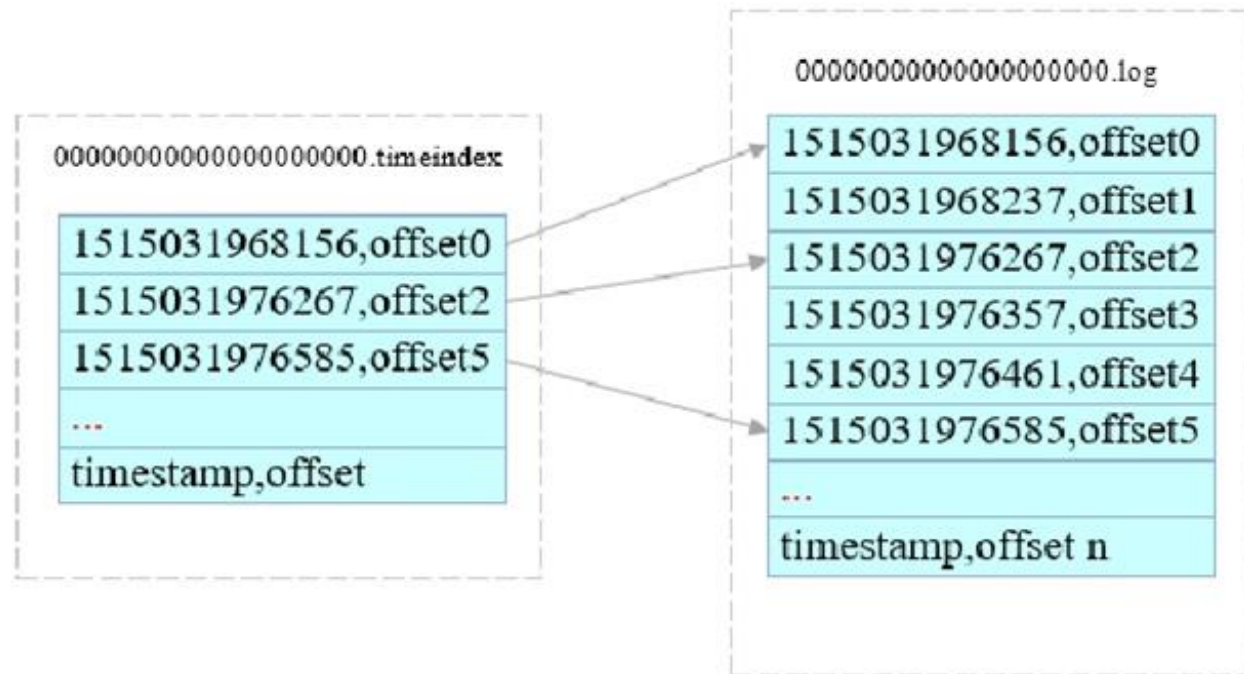 00000000000000000000.timeindex
1515031968156,offset0
1515031976267,offset2
1515031976585,offset5
...
timestamp,offset
00000000000000000000.log
1515031968156,offset0
1515031968237,offset1
1515031976267,offset2
1515031976357,offset3
1515031976461,offset4
1515031976585,offset5
...
timestamp,offset n